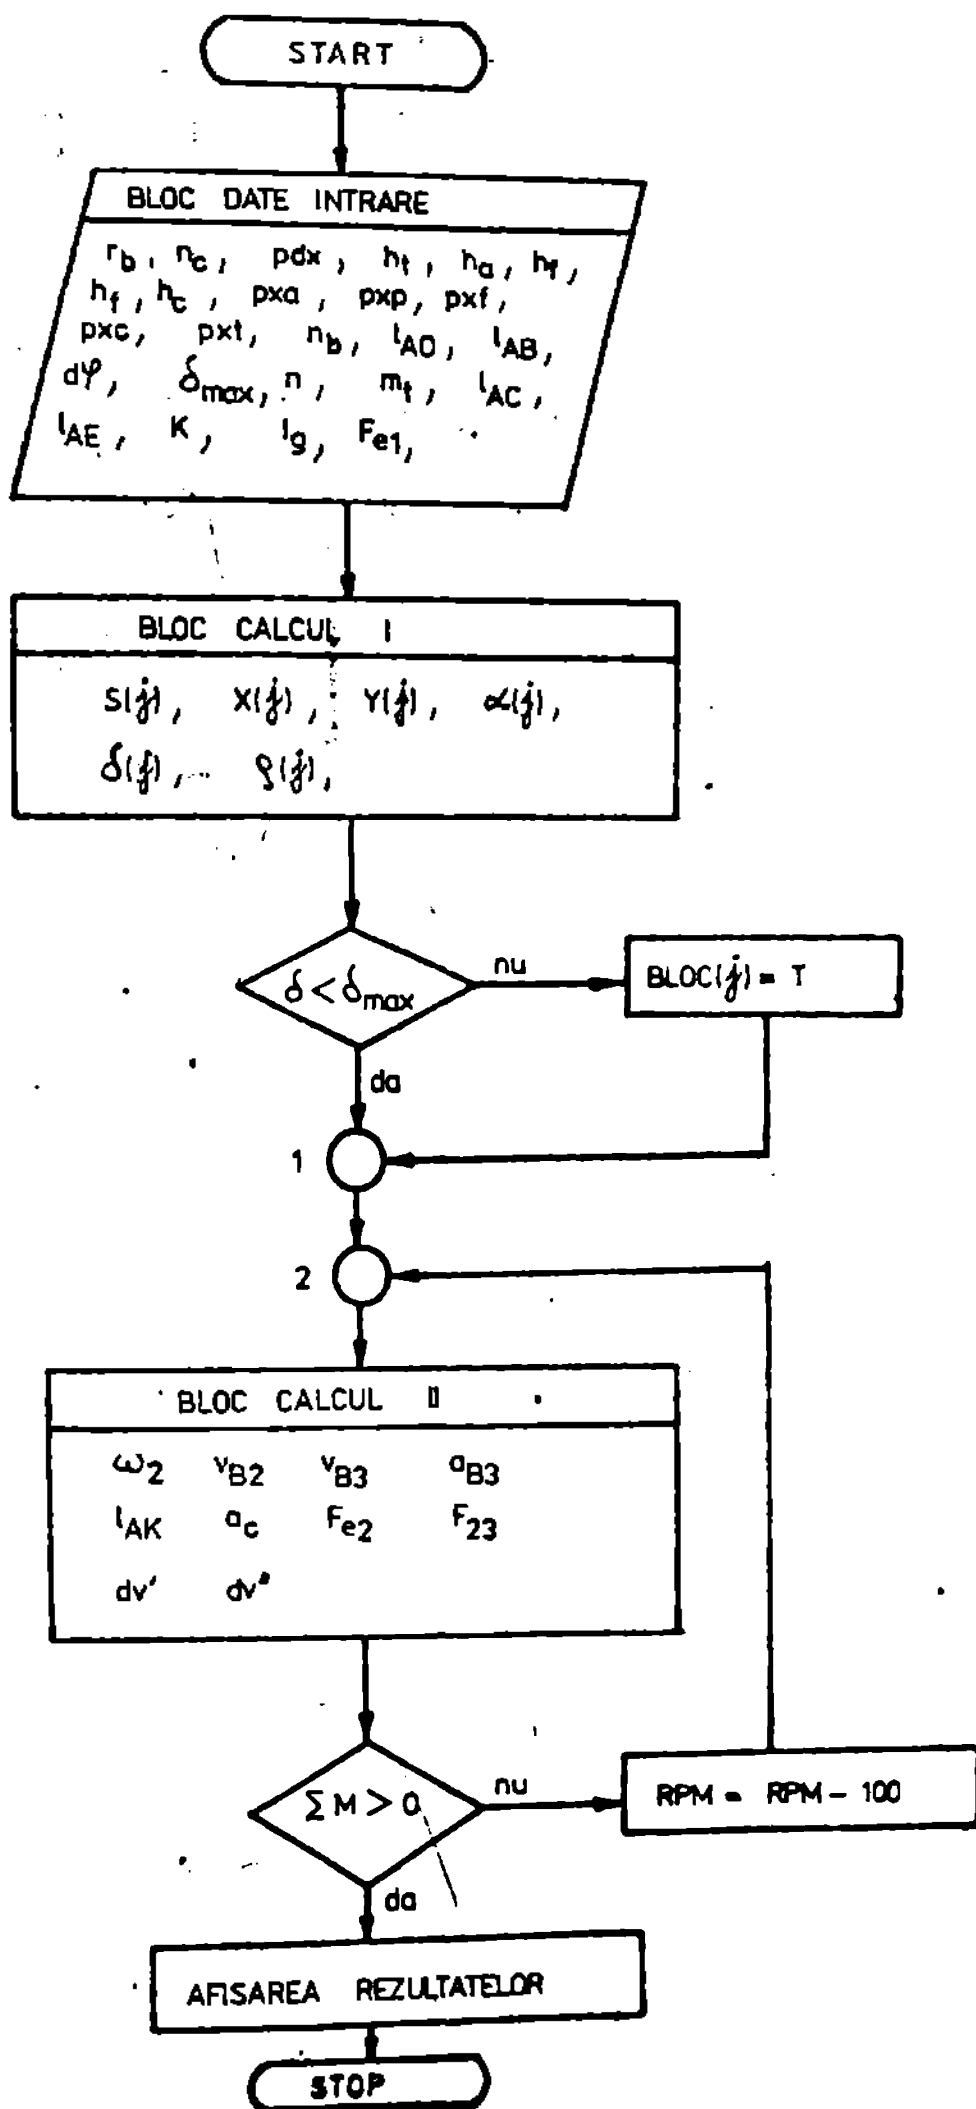 START
BLOC DATE INTRARE
r_b, n_c, pdx, h_t, h_a, h_f,
h_f, h_c, pxa, pxp, pxf,
pxc, pxt, n_b, l_AO, l_AB,
dφ, δ_max, n, m_t, l_AC,
l_AE, K, l_g, F_e1,
BLOC CALCUL I
S(j), X(j), Y(j), α(j),
δ(j), ρ(j),
δ < δ_max
nu
BLOC(j) = T
da
1
2
BLOC CALCUL II
ω_2 v_B2 v_B3 a_B3
l_AK a_c F_e2 F_23
dv' dv"
Σ M > 0
nu
RPM = RPM - 100
da
AFISAREA REZULTATELOR
STOP